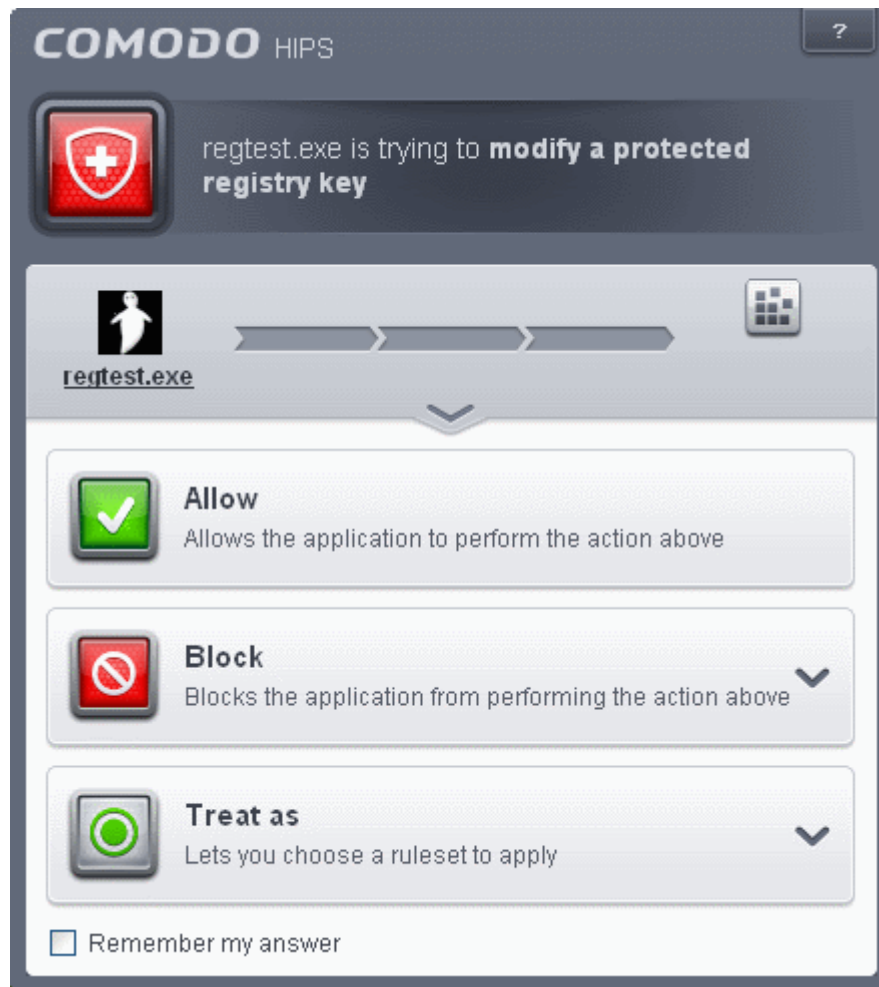 COMODO HIPS
?
regtest.exe is trying to modify a protected
registry key
regtest.exe
Allow
Allows the application to perform the action above
Block
Blocks the application from performing the action above
Treat as
Lets you choose a ruleset to apply
Remember my answer